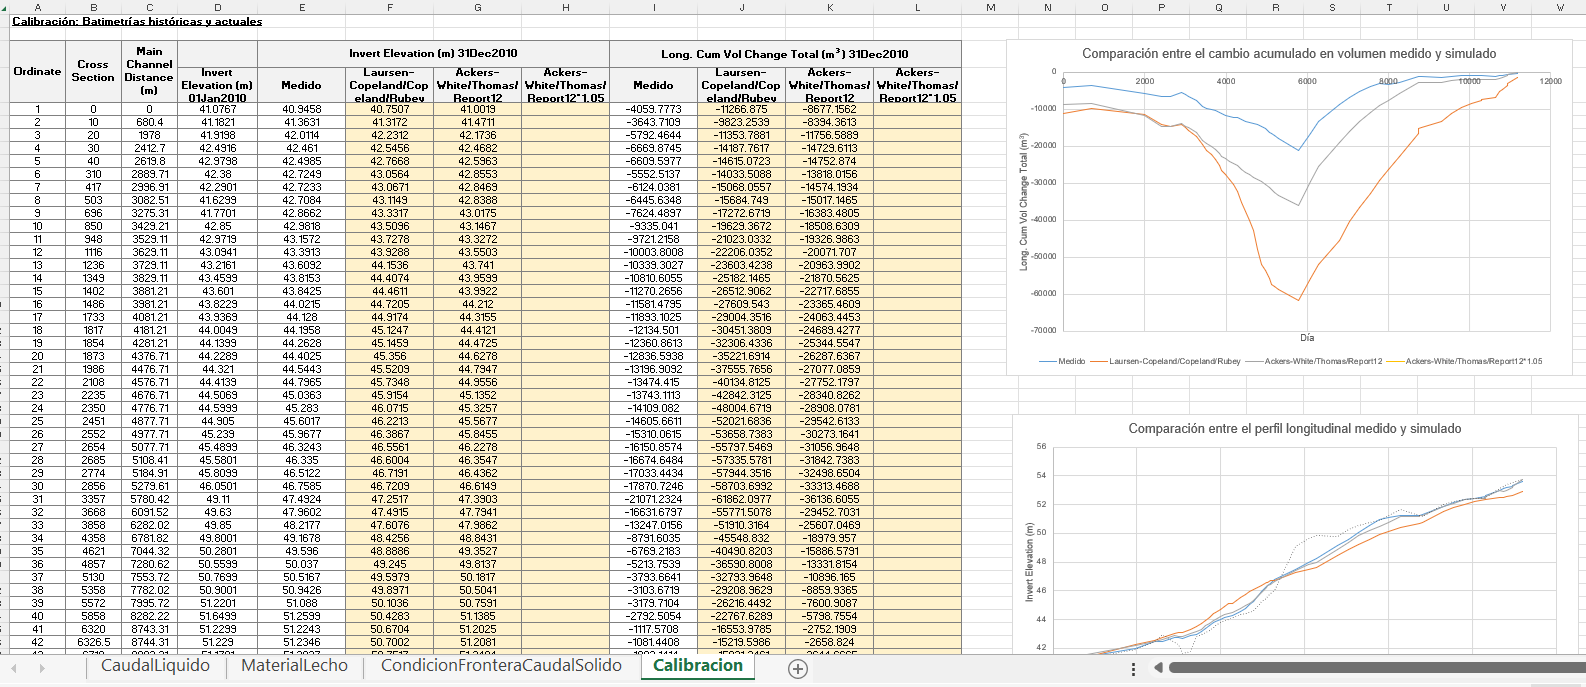 A B C D E F G H I J K L M N O P Q R S T U V W
Calibración: Batimetrías históricas y actuales
Ordinate Cross Section Main Channel Distance (m) Invert Elevation (m) 31Dec2010 Long. Cum Vol Change Total (m³) 31Dec2010
Invert Elevation (m) 01Jan2010 Medido Laursen-Copeland/Copeland/Rubey Ackers-White/Thomas/Report12 Ackers-White/Thomas/Report12*1.05 Medido Laursen-Copeland/Copeland/Rubey Ackers-White/Thomas/Report12 Ackers-White/Thomas/Report12*1.05
1 0 0 41.0767 40.9458 40.7507 41.0019 -4059.7773 -11266.875 -8677.1562
2 10 680.4 41.1821 41.3631 41.3172 41.4711 -3643.7109 -9823.2539 -8394.3613
3 20 1978 41.9198 42.0114 42.2312 42.1736 -5792.4644 -11353.7881 -11756.5889
4 30 2412.7 42.4916 42.461 42.5456 42.4682 -6669.8745 -14187.7617 -14729.6113
5 40 2619.8 42.9798 42.4985 42.7668 42.5963 -6609.5977 -14615.0723 -14752.874
6 310 2889.71 42.38 42.7249 43.0564 42.8553 -5552.5137 -14033.5088 -13818.0156
7 417 2996.91 42.2901 42.7233 43.0671 42.8469 -6124.0381 -15068.0557 -14574.1934
8 503 3082.51 41.6299 42.7084 43.1149 42.8388 -6445.6348 -15684.749 -15017.1465
9 696 3275.31 41.7701 42.8662 43.3317 43.0175 -7624.4897 -17272.6719 -16383.4805
10 850 3429.21 42.85 42.9818 43.5096 43.1467 -9335.041 -19629.3672 -18508.6309
11 948 3529.11 42.9719 43.1572 43.7278 43.3272 -9721.2158 -21023.0332 -19326.9863
12 1116 3629.11 43.0941 43.3913 43.9288 43.5503 -10003.8008 -22206.0352 -20071.707
13 1236 3729.11 43.2161 43.6092 44.1536 43.741 -10339.3027 -23603.4238 -20963.9902
14 1349 3829.11 43.4599 43.8153 44.4074 43.9599 -10810.6055 -25182.1465 -21870.5625
15 1402 3881.21 43.601 43.8425 44.4611 43.9922 -11270.2656 -26512.9062 -22717.6855
16 1486 3981.21 43.8229 44.0215 44.7205 44.212 -11581.4795 -27609.543 -23365.4609
17 1733 4081.21 43.9369 44.128 44.9174 44.3155 -11893.1025 -29004.3516 -24063.4453
18 1817 4181.21 44.0049 44.1958 45.1247 44.4121 -12134.501 -30451.3809 -24689.4277
19 1854 4281.21 44.1399 44.2628 45.1459 44.4725 -12360.8613 -32306.4336 -25344.5547
20 1873 4376.71 44.2289 44.4025 45.356 44.6278 -12836.5938 -35221.6914 -26287.6367
21 1986 4476.71 44.321 44.5443 45.5209 44.7947 -13196.9092 -37555.7656 -27077.0859
22 2108 4576.71 44.4139 44.7965 45.7348 44.9556 -13474.415 -40134.8125 -27752.1797
23 2235 4676.71 44.5069 45.0363 45.9154 45.1352 -13743.1113 -42842.3125 -28340.8262
24 2350 4776.71 44.5999 45.283 46.0715 45.3257 -14109.082 -48004.6719 -28908.0781
25 2451 4877.71 44.905 45.6017 46.2213 45.5677 -14605.6611 -52021.6836 -29542.6133
26 2552 4977.71 45.239 45.9677 46.3867 45.8455 -15310.0615 -53658.7383 -30273.1641
27 2654 5077.71 45.4899 46.3243 46.5561 46.2278 -16150.8574 -55797.5469 -31056.9648
28 2685 5108.41 45.5801 46.335 46.6004 46.3547 -16674.6484 -57335.5781 -31842.7383
29 2774 5184.91 45.8099 46.5122 46.7191 46.4362 -17033.4434 -57944.3516 -32498.6504
30 2856 5279.61 46.0501 46.7585 46.7209 46.6149 -17870.7246 -58703.6992 -33313.4688
31 3357 5780.42 49.11 47.4924 47.2517 47.3903 -21071.2324 -61862.0977 -36136.6055
32 3668 6091.52 49.63 47.9602 47.4915 47.7941 -16631.6797 -55771.5078 -29452.7031
33 3858 6282.02 49.85 48.2177 47.6076 47.9862 -13247.0156 -51910.3164 -25607.0469
34 4358 6781.82 49.8001 49.1678 48.4256 48.8431 -8791.6035 -45548.832 -18979.957
35 4621 7044.32 50.2801 49.596 48.8886 49.3527 -6769.2183 -40490.8203 -15886.5791
36 4857 7280.62 50.5599 50.037 49.245 49.8137 -5213.7539 -36590.8008 -13331.8154
37 5130 7553.72 50.7699 50.5167 49.5979 50.1817 -3793.6641 -32793.9648 -10896.165
38 5358 7782.02 50.9001 50.9426 49.8971 50.5041 -3103.6719 -29208.9629 -8859.9365
39 5572 7995.72 51.2201 51.088 50.1036 50.7591 -3179.7104 -26216.4492 -7600.9087
40 5858 8282.22 51.6499 51.2599 50.4283 51.1385 -2792.5054 -22767.6289 -5798.7554
41 6320 8743.31 51.2299 51.2243 50.6704 51.2025 -1117.5708 -16553.9785 -2752.1909
42 6326.5 8744.31 51.229 51.2346 50.7002 51.2081 -1081.4408 -15219.5986 -2658.824
Comparación entre el cambio acumulado en volumen medido y simulado
0 2000 4000 6000 8000 10000 12000
0
-10000
-20000
-30000
-40000
-50000
-60000
-70000
Long. Cum Vol Change Total (m³)
Día
Medido Laursen-Copeland/Copeland/Rubey Ackers-White/Thomas/Report12 Ackers-White/Thomas/Report12*1.05
Comparación entre el perfil longitudinal medido y simulado
56
54
52
50
48
46
44
42
Invert Elevation (m)
CaudalLiquido MaterialLecho CondicionFronteraCaudalSolido Calibracion